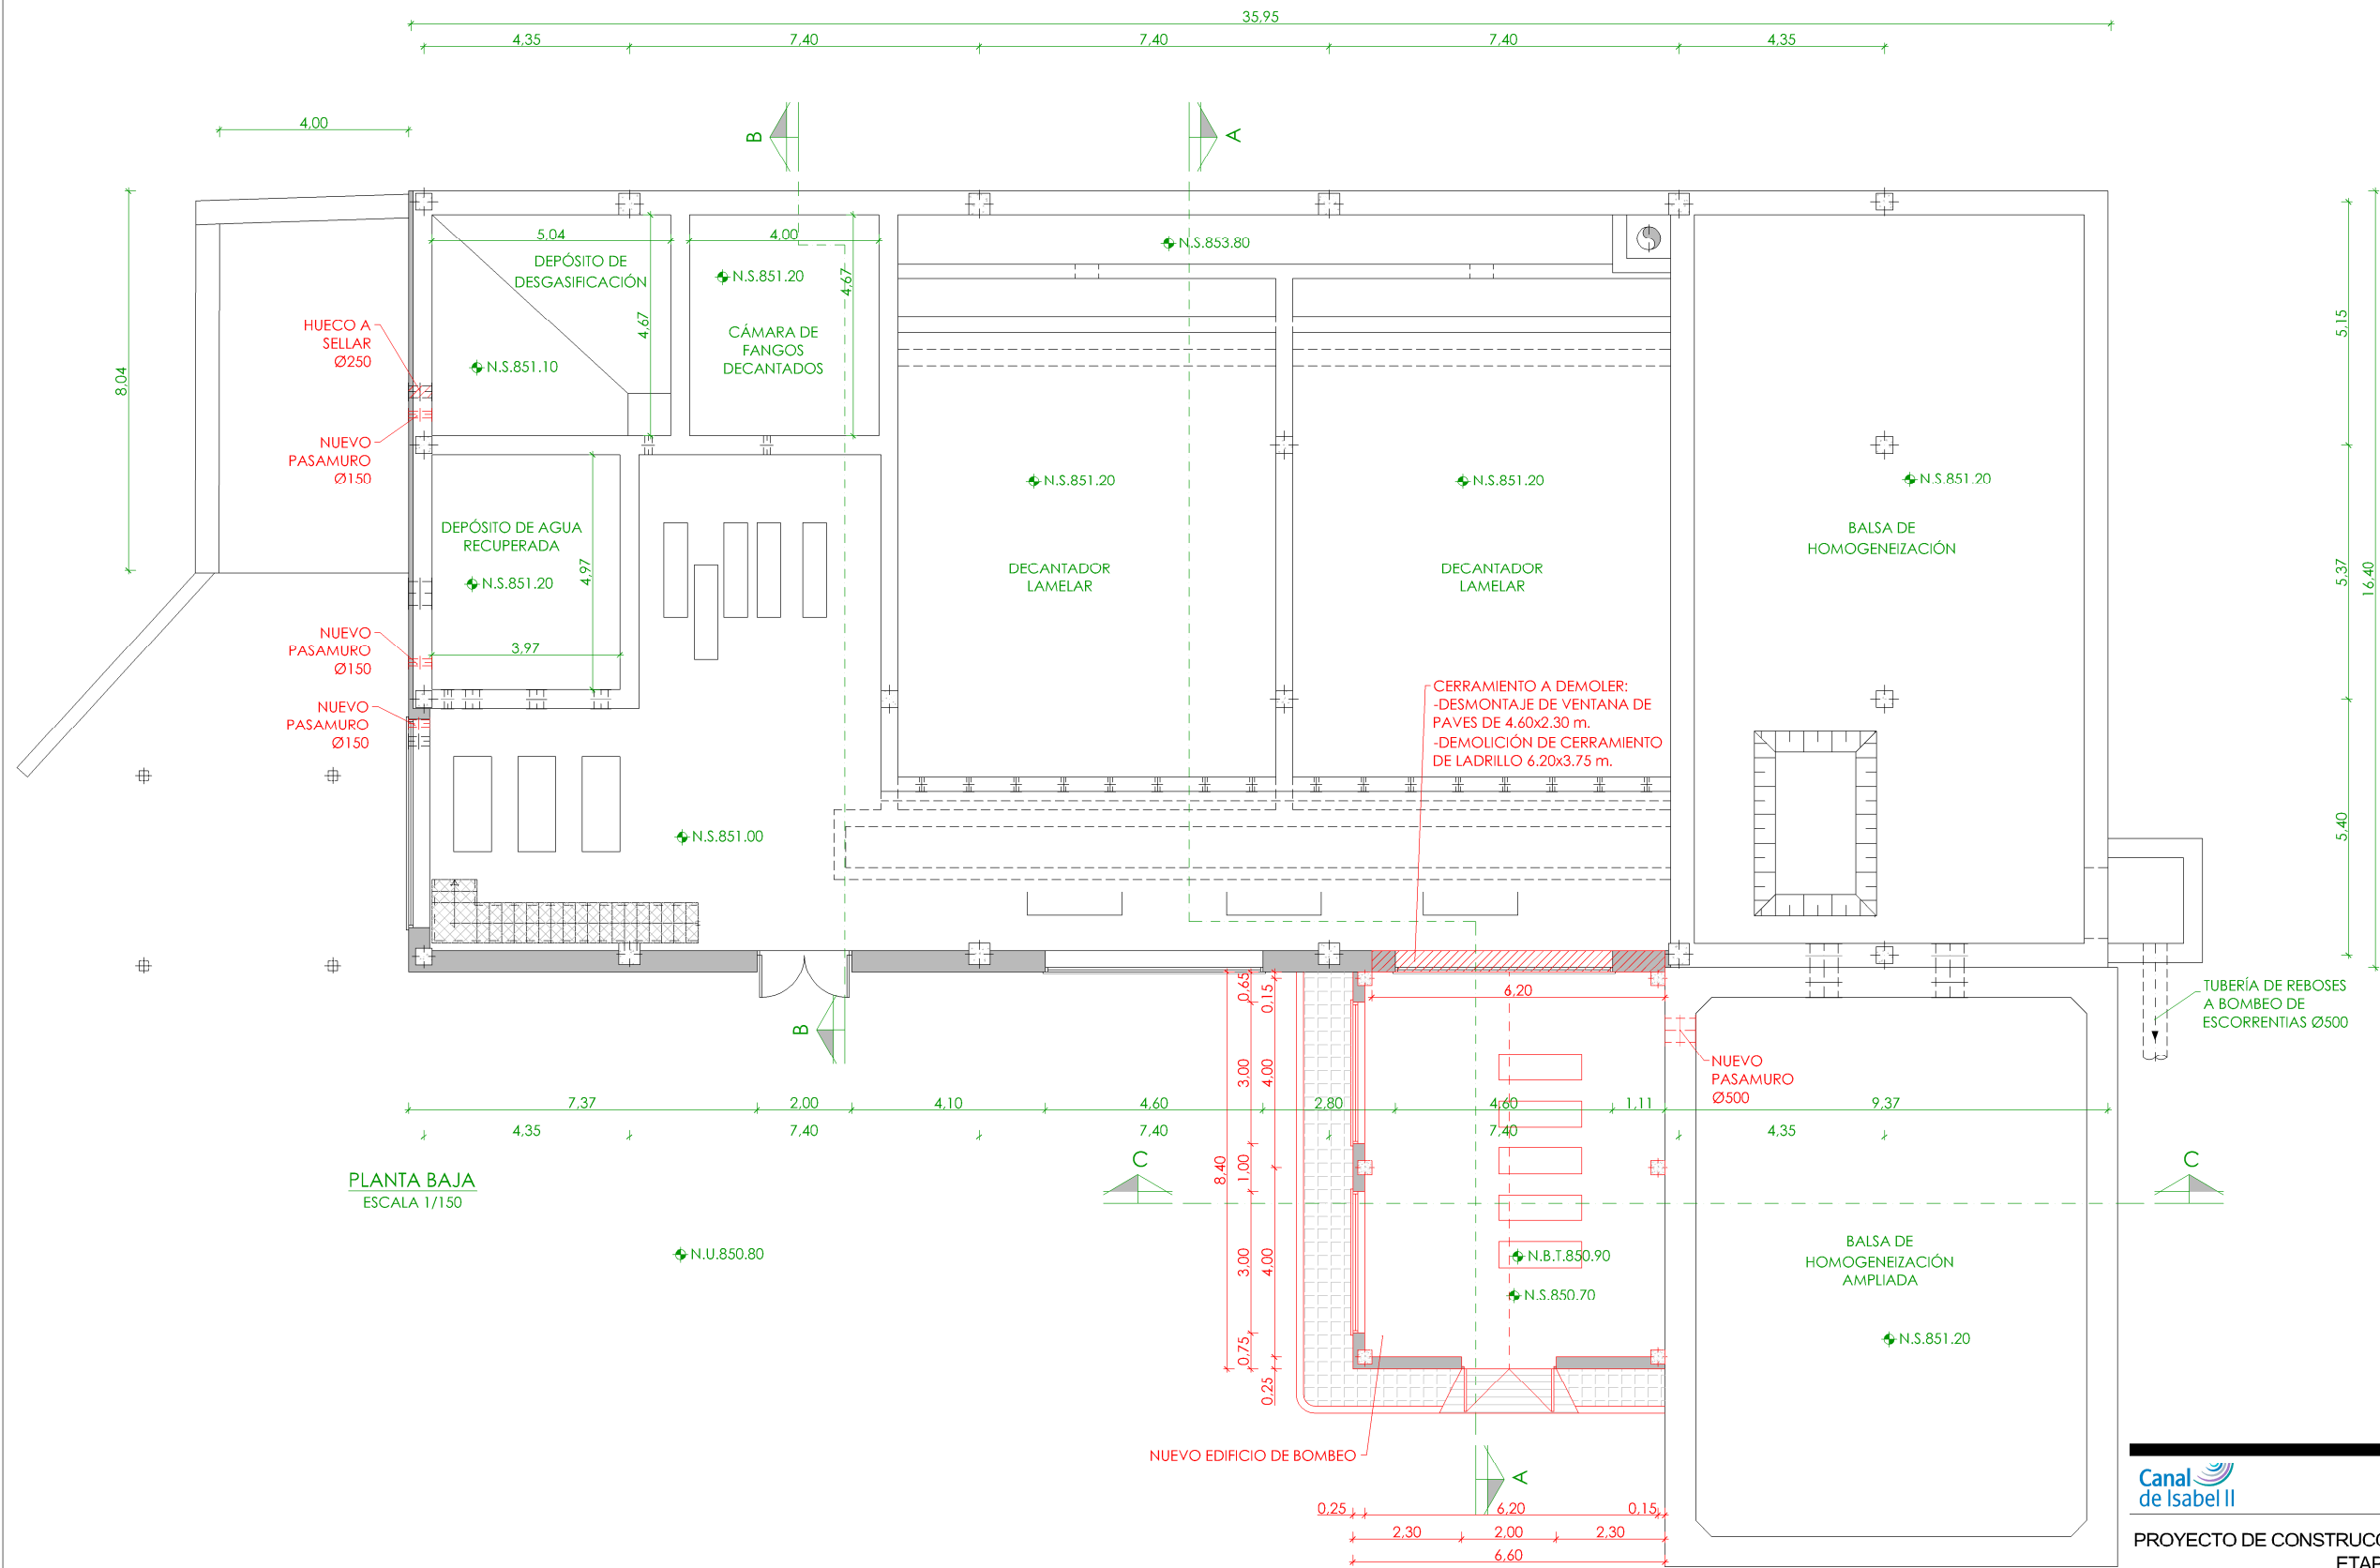 35,95
4,35
7,40
7,40
7,40
4,35
4,00
B
A
8,04
5,04
DEPÓSITO DE
DESGASIFICACIÓN
4,67
N.S.851.10
4,00
N.S.851.20
4,67
CÁMARA DE
FANGOS
DECANTADOS
N.S.853.80
HUECO A
SELLAR
Ø250
NUEVO
PASAMURO
Ø150
DEPÓSITO DE AGUA
RECUPERADA
N.S.851.20
4,97
3,97
NUEVO
PASAMURO
Ø150
NUEVO
PASAMURO
Ø150
N.S.851.20
DECANTADOR
LAMELAR
N.S.851.20
DECANTADOR
LAMELAR
N.S.851.20
BALSA DE
HOMOGENEIZACIÓN
5,15
5,37
16,40
5,40
CERRAMIENTO A DEMOLER:
-DESMONTAJE DE VENTANA DE
PAVES DE 4.60x2.30 m.
-DEMOLICIÓN DE CERRAMIENTO
DE LADRILLO 6.20x3.75 m.
N.S.851.00
TUBERÍA DE REBOSES
A BOMBEO DE
ESCORRENTIAS Ø500
B
0,65
0,15
6,20
3,00
4,00
NUEVO
PASAMURO
Ø500
7,37
2,00
4,10
4,60
2,80
4,60
1,11
9,37
4,35
7,40
7,40
7,40
4,35
PLANTA BAJA
ESCALA 1/150
C
C
8,40
1,00
N.U.850.80
3,00
4,00
N.B.T.850.90
N.S.850.70
0,75
0,25
BALSA DE
HOMOGENEIZACIÓN
AMPLIADA
N.S.851.20
NUEVO EDIFICIO DE BOMBEO
A
0,25
6,20
0,15
2,30
2,00
2,30
6,60
Canal
de Isabel II
PROYECTO DE CONSTRUC